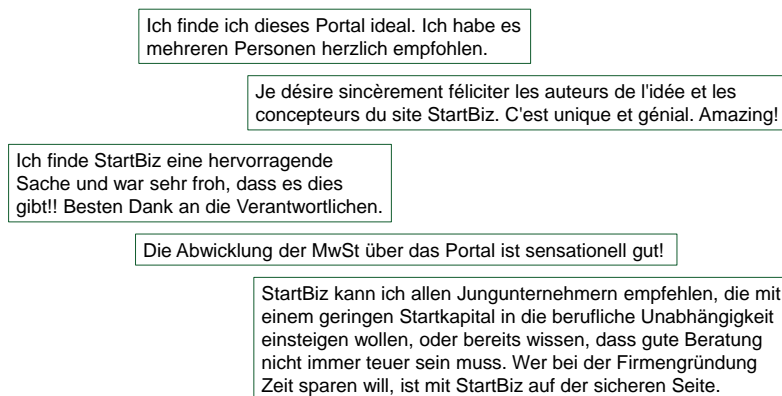 Ich finde ich dieses Portal ideal. Ich habe es
mehreren Personen herzlich empfohlen.
Je désire sincèrement féliciter les auteurs de l'idée et les
concepteurs du site StartBiz. C'est unique et génial. Amazing!
Ich finde StartBiz eine hervorragende
Sache und war sehr froh, dass es dies
gibt!! Besten Dank an die Verantwortlichen.
Die Abwicklung der MwSt über das Portal ist sensationell gut!
StartBiz kann ich allen Jungunternehmern empfehlen, die mit
einem geringen Startkapital in die berufliche Unabhängigkeit
einsteigen wollen, oder bereits wissen, dass gute Beratung
nicht immer teuer sein muss. Wer bei der Firmengründung
Zeit sparen will, ist mit StartBiz auf der sicheren Seite.